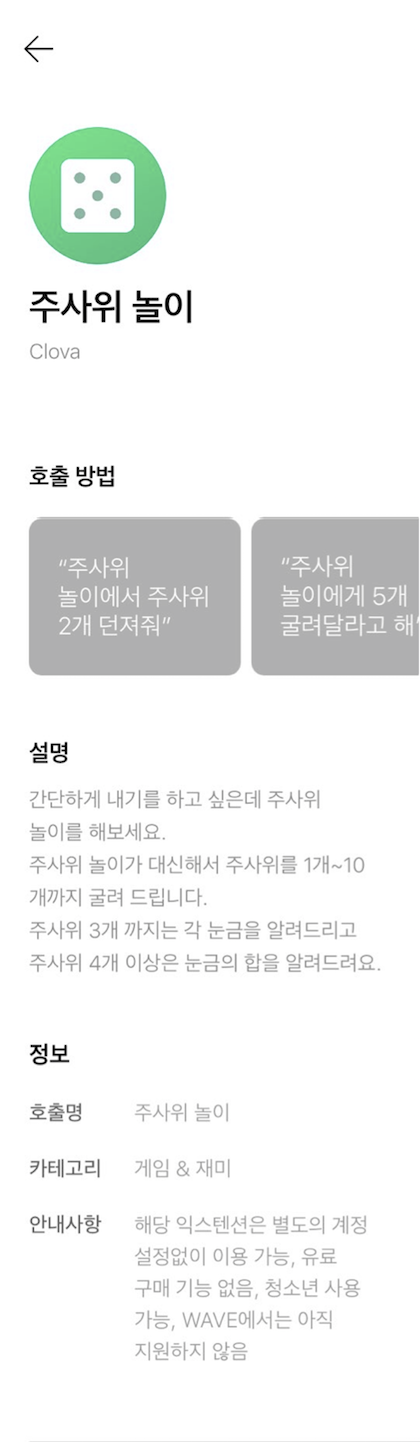 주사위 놀이
Clova
호출 방법
“주사위
놀이에서 주사위
2개 던져줘”
“주사위
놀이에게 5개
굴려달라고 해”
설명
간단하게 내기를 하고 싶은데 주사위
놀이를 해보세요.
주사위 놀이가 대신해서 주사위를 1개~10
개까지 굴려 드립니다.
주사위 3개 까지는 각 눈금을 알려드리고
주사위 4개 이상은 눈금의 합을 알려드려요.
정보
호출명 주사위 놀이
카테고리 게임 & 재미
안내사항 해당 익스텐션은 별도의 계정
설정없이 이용 가능, 유료
구매 기능 없음, 청소년 사용
가능, WAVE에서는 아직
지원하지 않음